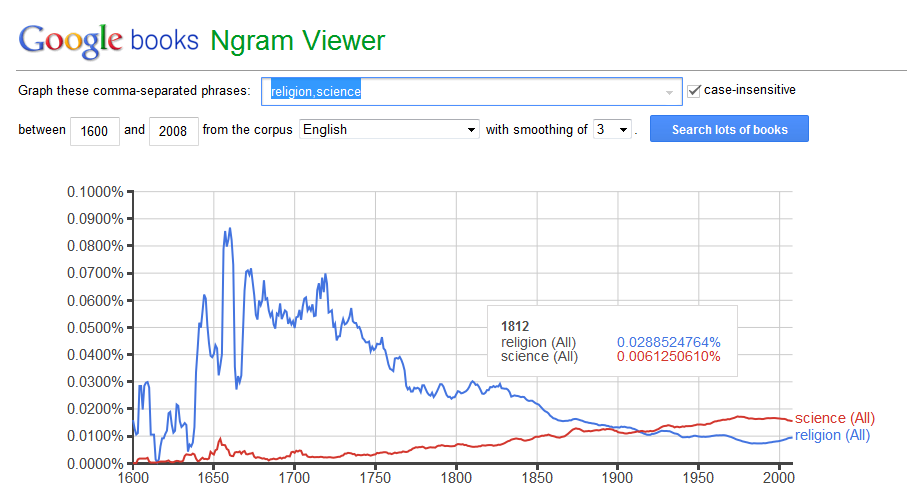 Google books Ngram Viewer
Graph these comma-separated phrases: religion,science case-insensitive
between 1600 and 2008 from the corpus English with smoothing of 3 . Search lots of books
0.1000%
0.0900%
0.0800%
0.0700%
0.0600%
0.0500%
0.0400%
0.0300%
0.0200%
0.0100%
0.0000%
1812
religion (All) 0.0288524764%
science (All) 0.0061250610%
science (All)
religion (All)
1600 1650 1700 1750 1800 1850 1900 1950 2000